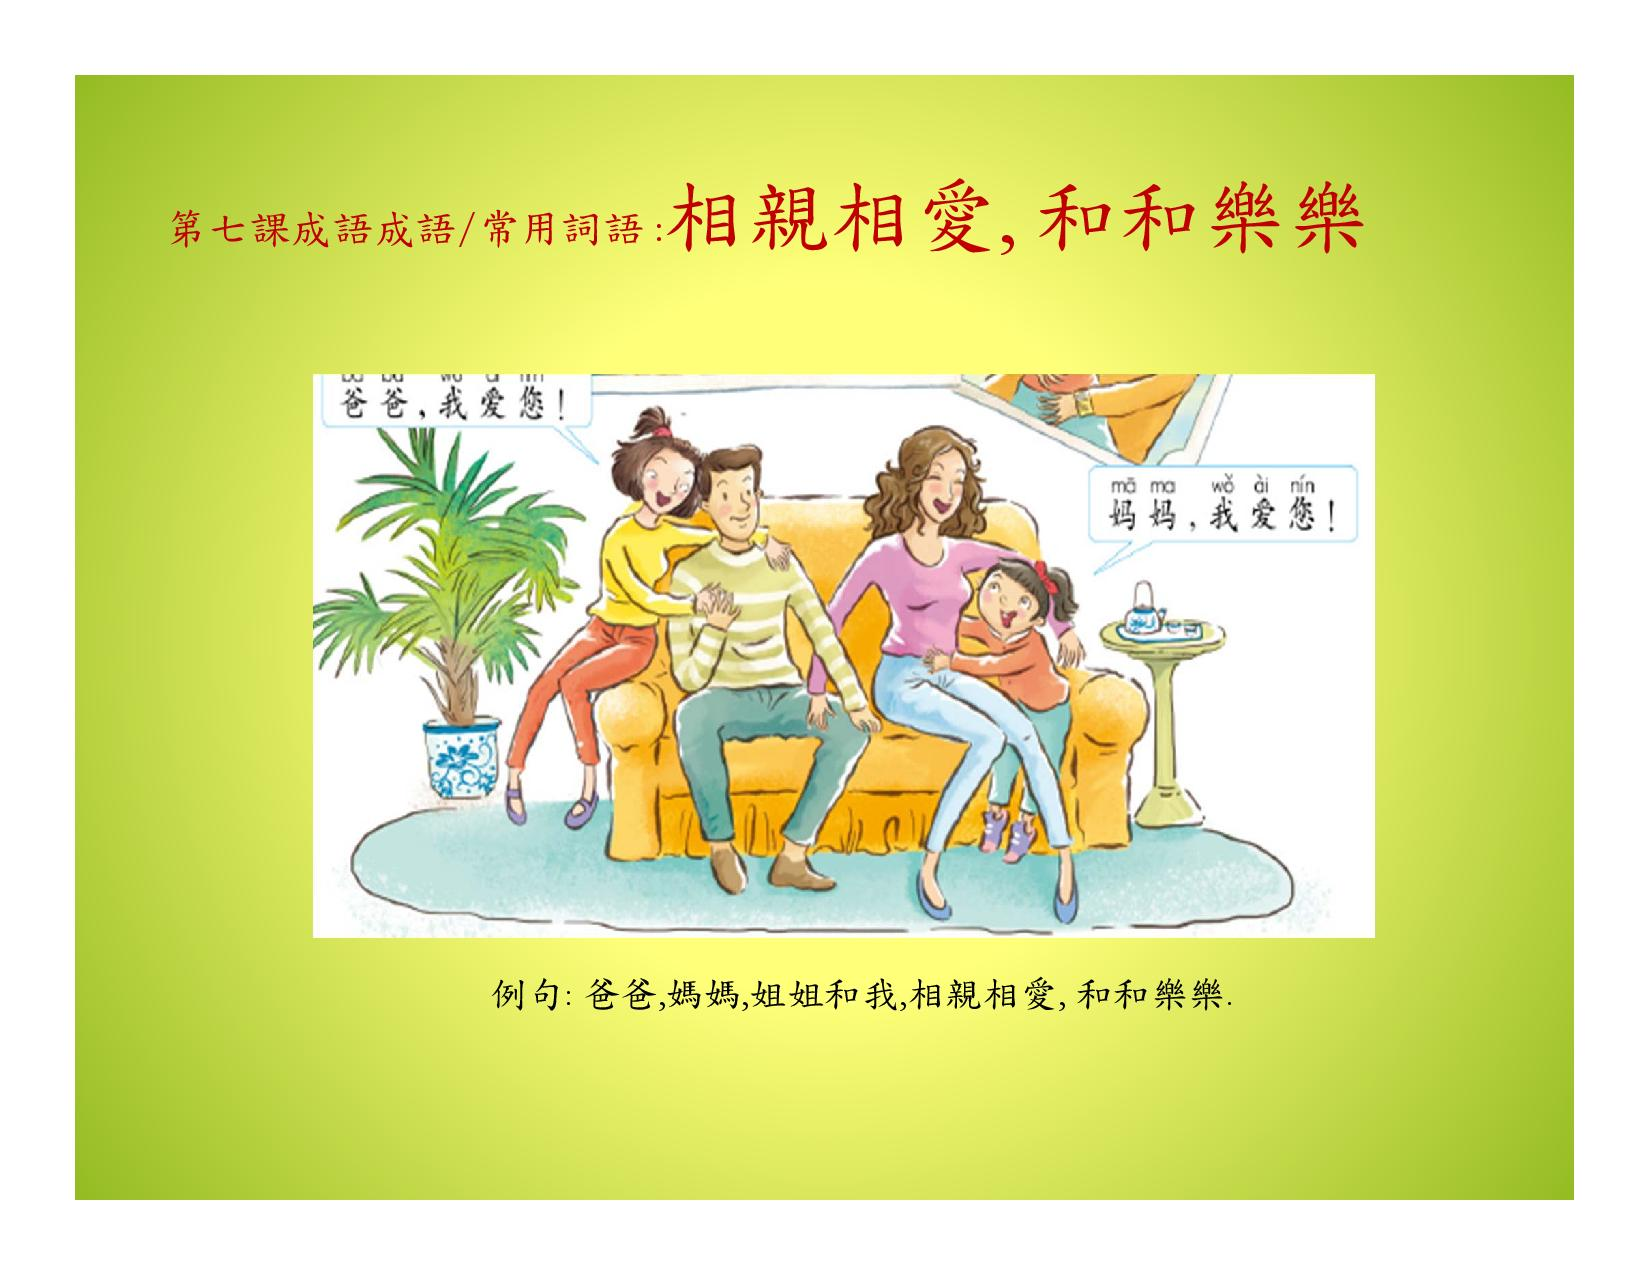 第七課成語成語/常用詞語:相親相愛, 和和樂樂
爸爸,我爱您!
mā ma wǒ ài nín
妈妈,我爱您!
例句: 爸爸,媽媽,姐姐和我,相親相愛, 和和樂樂.